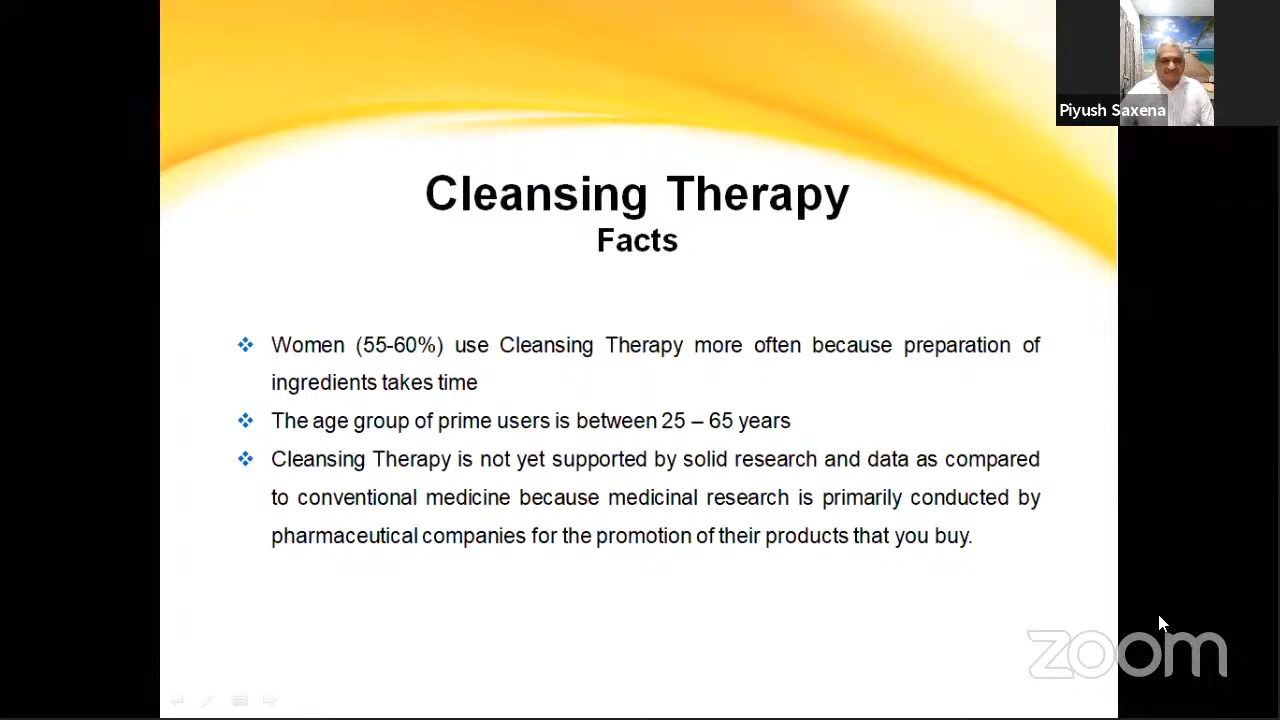 Piyush Saxena
Cleansing Therapy
Facts
Women (55-60%) use Cleansing Therapy more often because preparation of
ingredients takes time
The age group of prime users is between 25 – 65 years
Cleansing Therapy is not yet supported by solid research and data as compared
to conventional medicine because medicinal research is primarily conducted by
pharmaceutical companies for the promotion of their products that you buy.
zoom